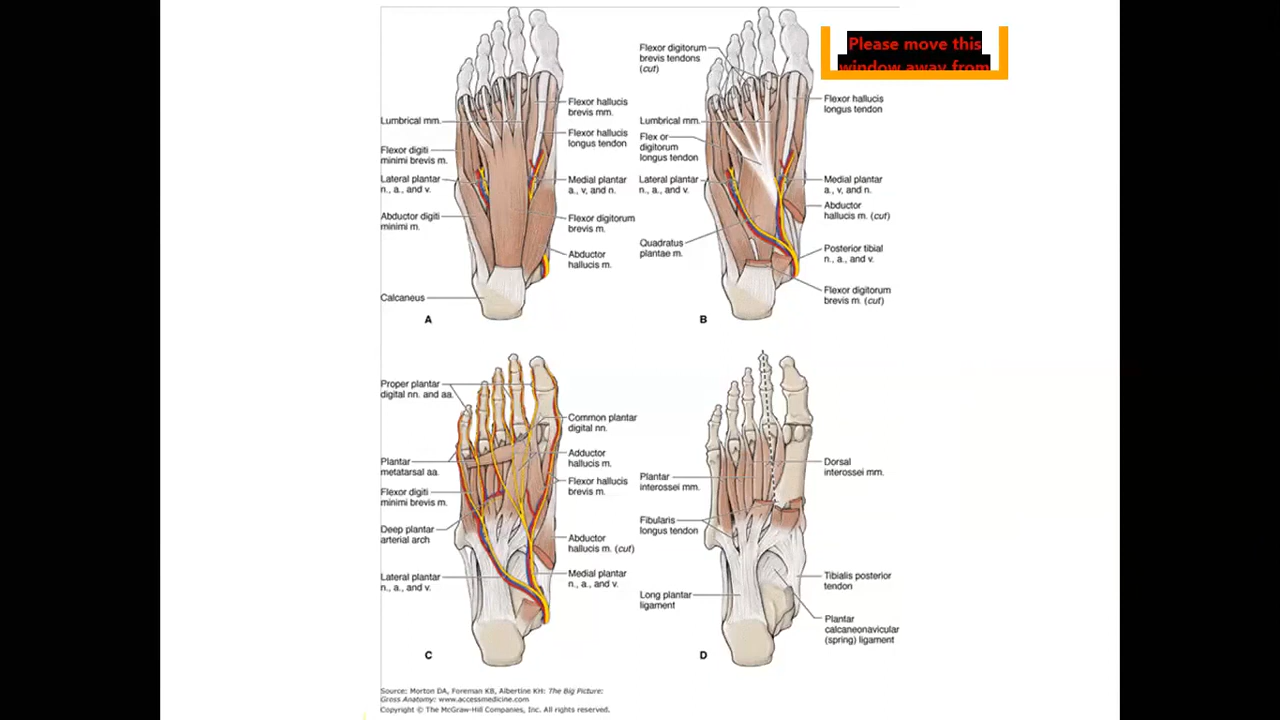 Please move this
window away from
Flexor digitorum
brevis tendons
(cut)
Flexor hallucis
brevis mm.
Lumbrical mm.
Flexor hallucis
longus tendon
Flexor digiti
minimi brevis m.
Lateral plantar
n., a., and v.
Medial plantar
a., v, and n.
Abductor digiti
minimi m.
Flexor digitorum
brevis m.
Abductor
hallucis m.
Calcaneus
A
Flexor hallucis
longus tendon
Lumbrical mm.
Flex or
digitorum
longus tendon
Lateral plantar
n., a., and v.
Medial plantar
a., v, and n.
Abductor
hallucis m. (cut)
Quadratus
plantae m.
Posterior tibial
n., a., and v.
Flexor digitorum
brevis m. (cut)
B
Proper plantar
digital nn. and aa.
Common plantar
digital nn.
Adductor
hallucis m.
Plantar
metatarsal aa.
Flexor hallucis
brevis m.
Flexor digiti
minimi brevis m.
Deep plantar
arterial arch
Abductor
hallucis m. (cut)
Lateral plantar
n., a., and v.
Medial plantar
n., a., and v.
C
Dorsal
interossei mm.
Plantar
interossei mm.
Fibularis
longus tendon
Tibialis posterior
tendon
Long plantar
ligament
Plantar
calcaneonavicular
(spring) ligament
D
Source: Morton DA, Foreman KB, Albertine KH: The Big Picture:
Gross Anatomy: www.accessmedicine.com
Copyright © The McGraw-Hill Companies, Inc. All rights reserved.